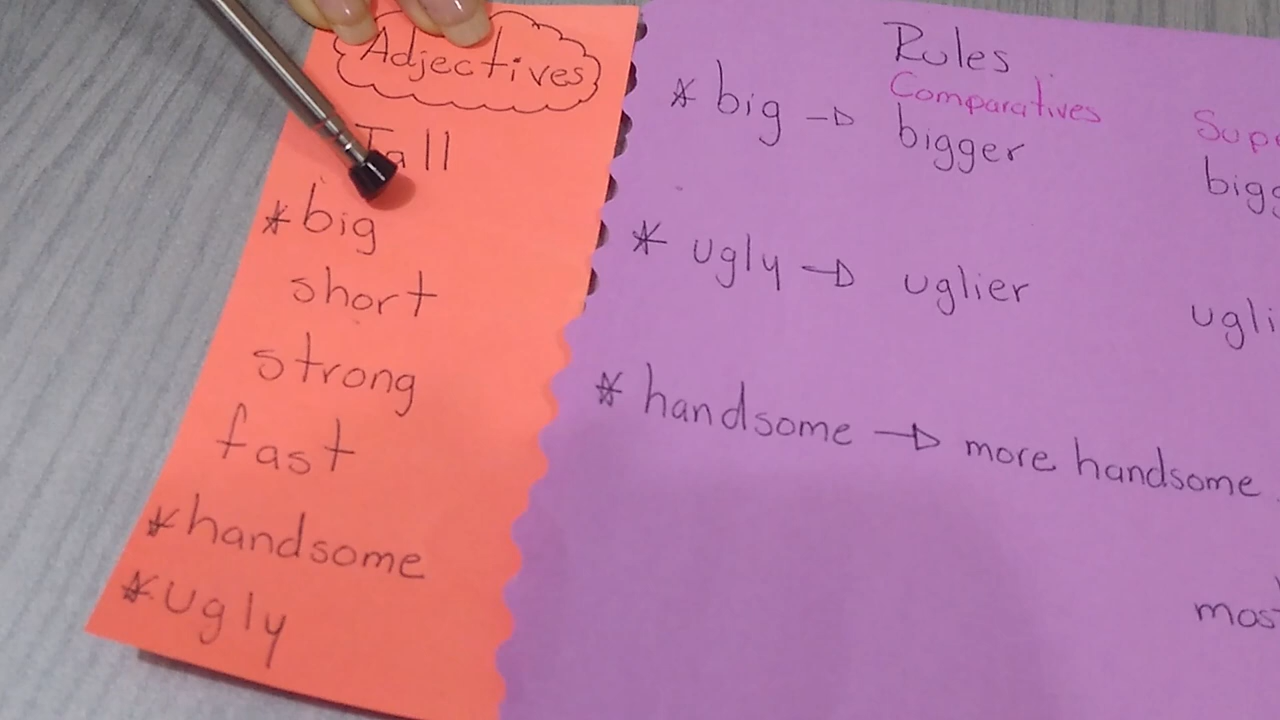 Adjectives
Tall
* big
short
strong
fast
* handsome
* ugly
Rules
Comparatives
* big → bigger
* ugly → uglier
* handsome → more handsome